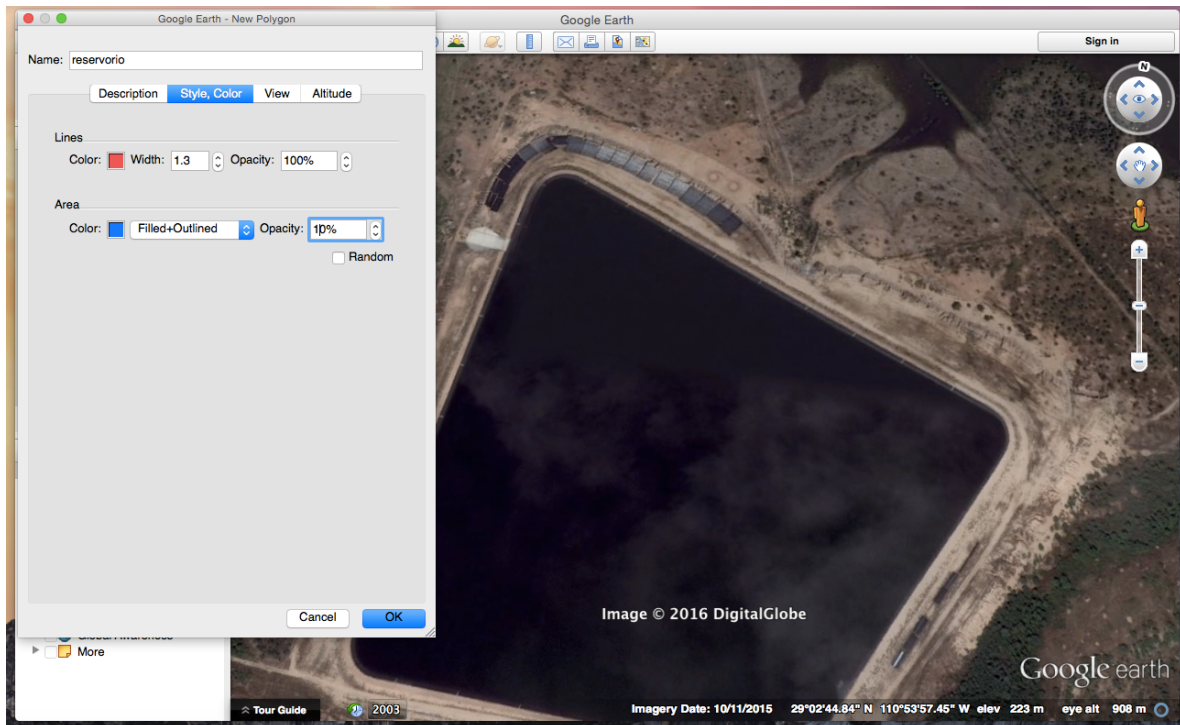 Google Earth - New Polygon
Google Earth
Sign in
Name: reservorio
Description Style, Color View Altitude
Lines
Color: Width: 1.3 Opacity: 100%
Area
Color: Filled+Outlined Opacity: 10%
Random
Cancel OK
Global Awareness
More
N
Image © 2016 DigitalGlobe
Google earth
Tour Guide 2003 Imagery Date: 10/11/2015 29°02'44.84" N 110°53'57.45" W elev 223 m eye alt 908 m